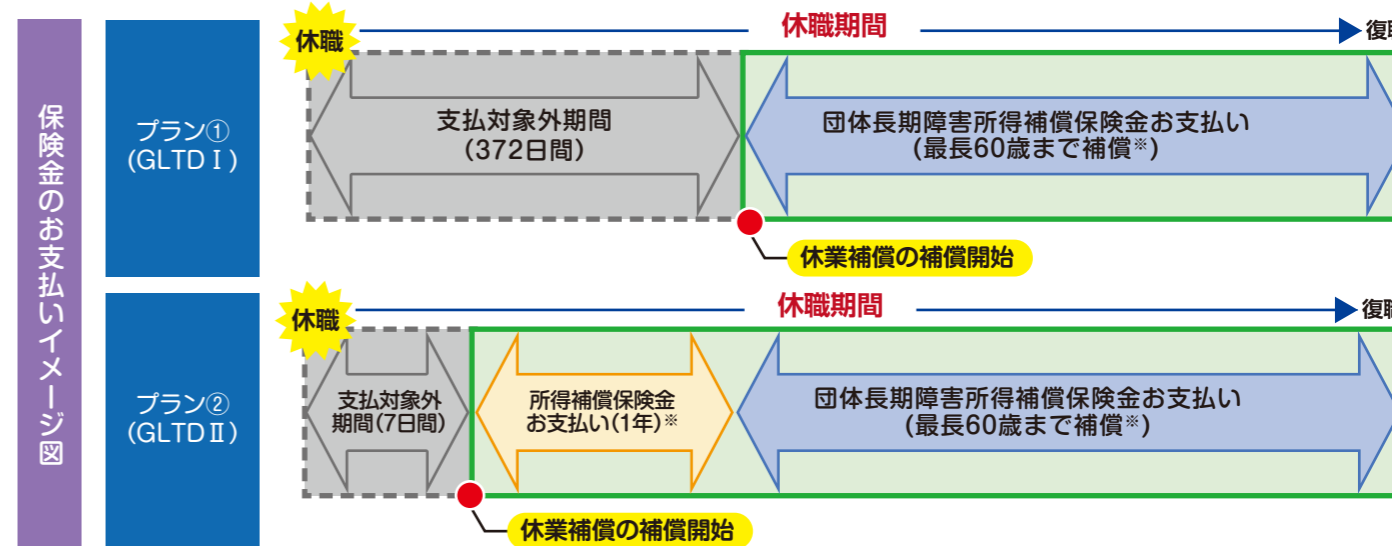 保険金のお支払いイメージ図
プラン①
(GLTDⅠ)
休職
休職期間
復職
支払対象外期間
(372日間)
団体長期障害所得補償保険金お支払い
(最長60歳まで補償※)
休業補償の補償開始
プラン②
(GLTDⅡ)
休職
休職期間
復職
支払対象外
期間(7日間)
所得補償保険金
お支払い(1年)※
団体長期障害所得補償保険金お支払い
(最長60歳まで補償※)
休業補償の補償開始